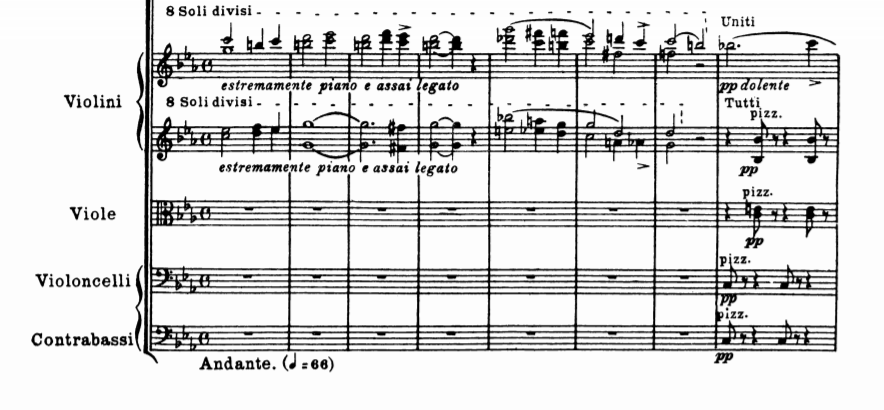 8 Soli divisi
Uniti
estremamente piano e assai legato
pp dolente
Violini
8 Soli divisi
Tutti
pizz.
estremamente piano e assai legato
pp
pizz.
Viole
pp
pizz.
Violoncelli
pp
pizz.
Contrabassi
pp
Andante. (♩=66)